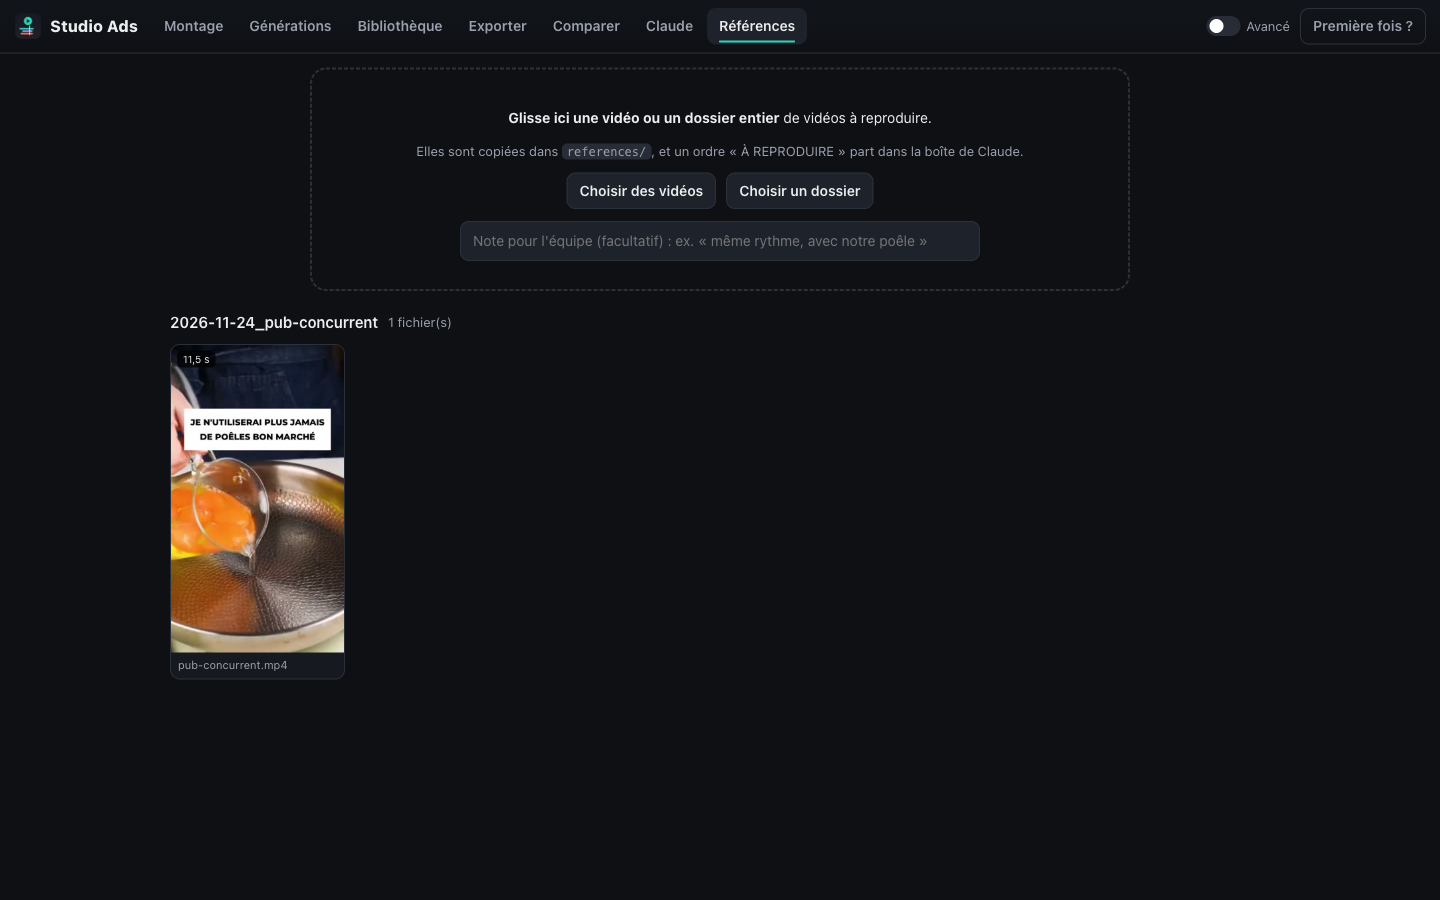 Studio Ads
Montage
Générations
Bibliothèque
Exporter
Comparer
Claude
Références
Avancé
Première fois ?
Glisse ici une vidéo ou un dossier entier de vidéos à reproduire.
Elles sont copiées dans references/, et un ordre « À REPRODUIRE » part dans la boîte de Claude.
Choisir des vidéos
Choisir un dossier
Note pour l'équipe (facultatif) : ex. « même rythme, avec notre poêle »
2026-11-24_pub-concurrent 1 fichier(s)
11,5 s
JE N'UTILISERAI PLUS JAMAIS
DE POÊLES BON MARCHÉ
pub-concurrent.mp4